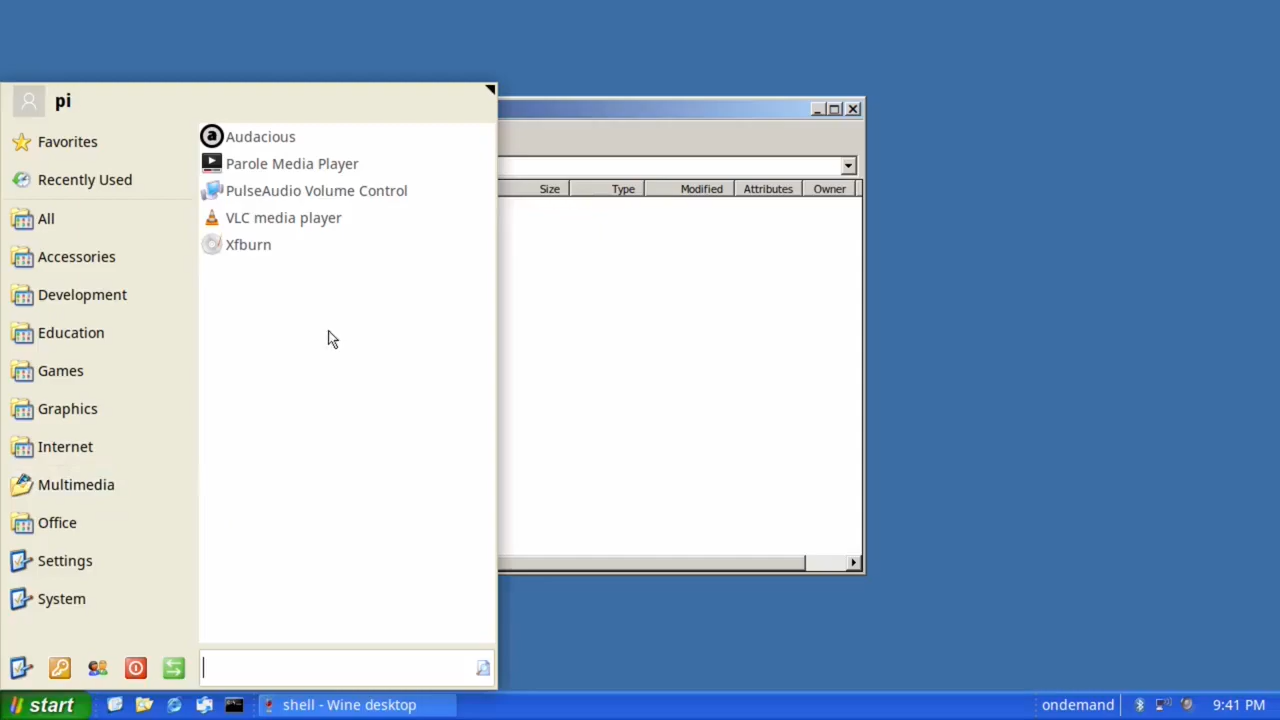 pi
Favorites
Recently Used
All
Accessories
Development
Education
Games
Graphics
Internet
Multimedia
Office
Settings
System
Audacious
Parole Media Player
PulseAudio Volume Control
VLC media player
Xfburn
Size Type Modified Attributes Owner
start
shell - Wine desktop
ondemand
9:41 PM